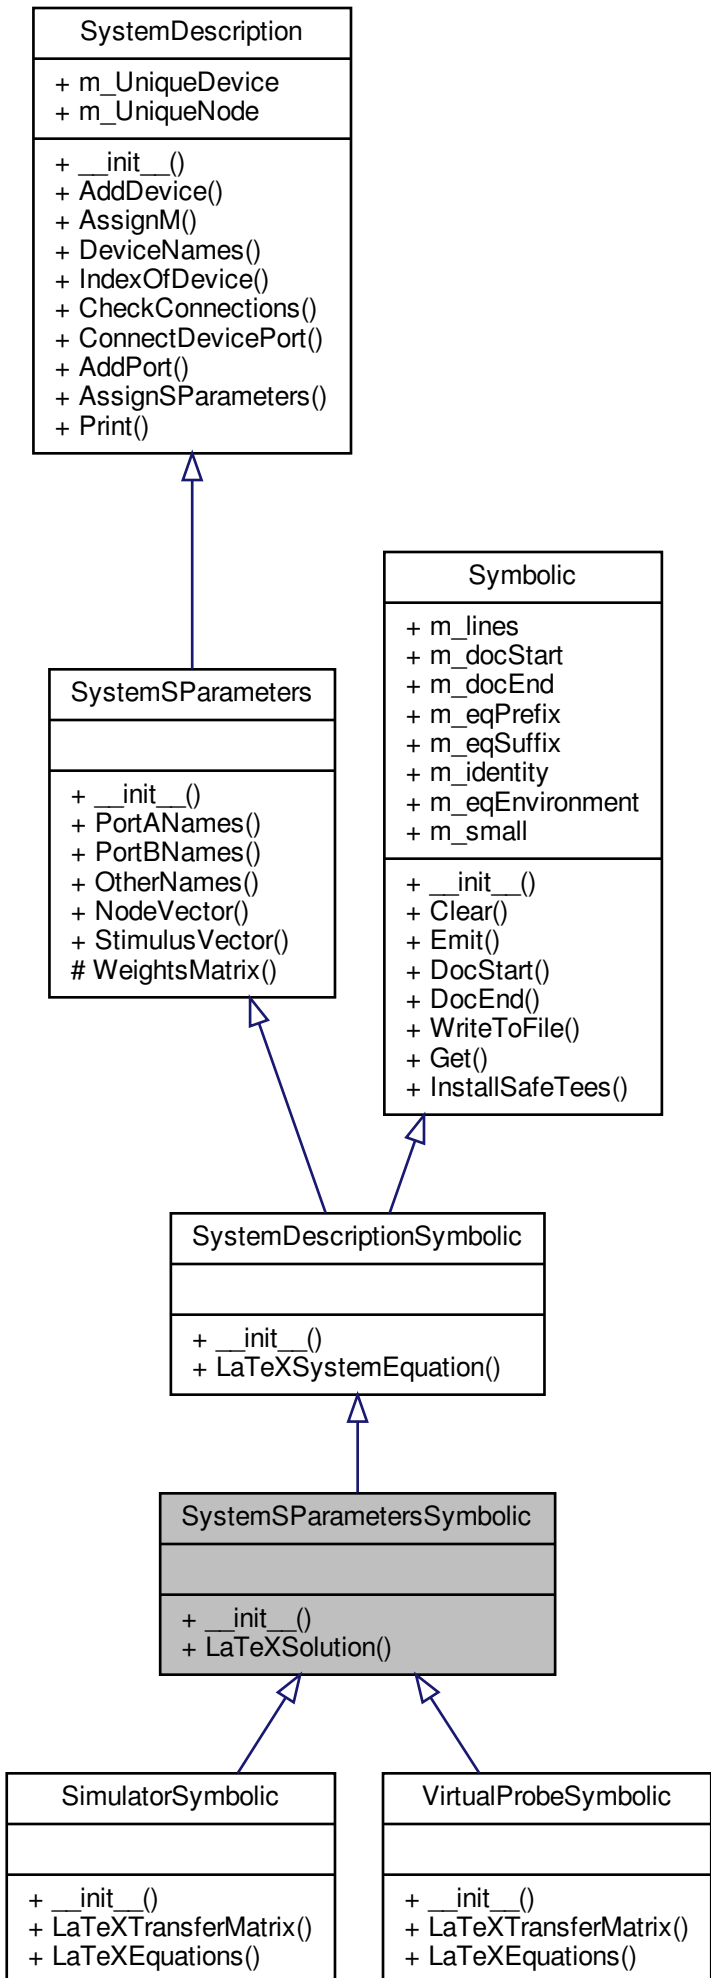 SystemDescription
+ m_UniqueDevice
+ m_UniqueNode
+ __init__()
+ AddDevice()
+ AssignM()
+ DeviceNames()
+ IndexOfDevice()
+ CheckConnections()
+ ConnectDevicePort()
+ AddPort()
+ AssignSParameters()
+ Print()
Symbolic
+ m_lines
+ m_docStart
+ m_docEnd
+ m_eqPrefix
+ m_eqSuffix
+ m_identity
+ m_eqEnvironment
+ m_small
+ __init__()
+ Clear()
+ Emit()
+ DocStart()
+ DocEnd()
+ WriteToFile()
+ Get()
+ InstallSafeTees()
SystemSParameters
+ __init__()
+ PortANames()
+ PortBNames()
+ OtherNames()
+ NodeVector()
+ StimulusVector()
# WeightsMatrix()
SystemDescriptionSymbolic
+ __init__()
+ LaTeXSystemEquation()
SystemSParametersSymbolic
+ __init__()
+ LaTeXSolution()
SimulatorSymbolic
+ __init__()
+ LaTeXTransferMatrix()
+ LaTeXEquations()
VirtualProbeSymbolic
+ __init__()
+ LaTeXTransferMatrix()
+ LaTeXEquations()